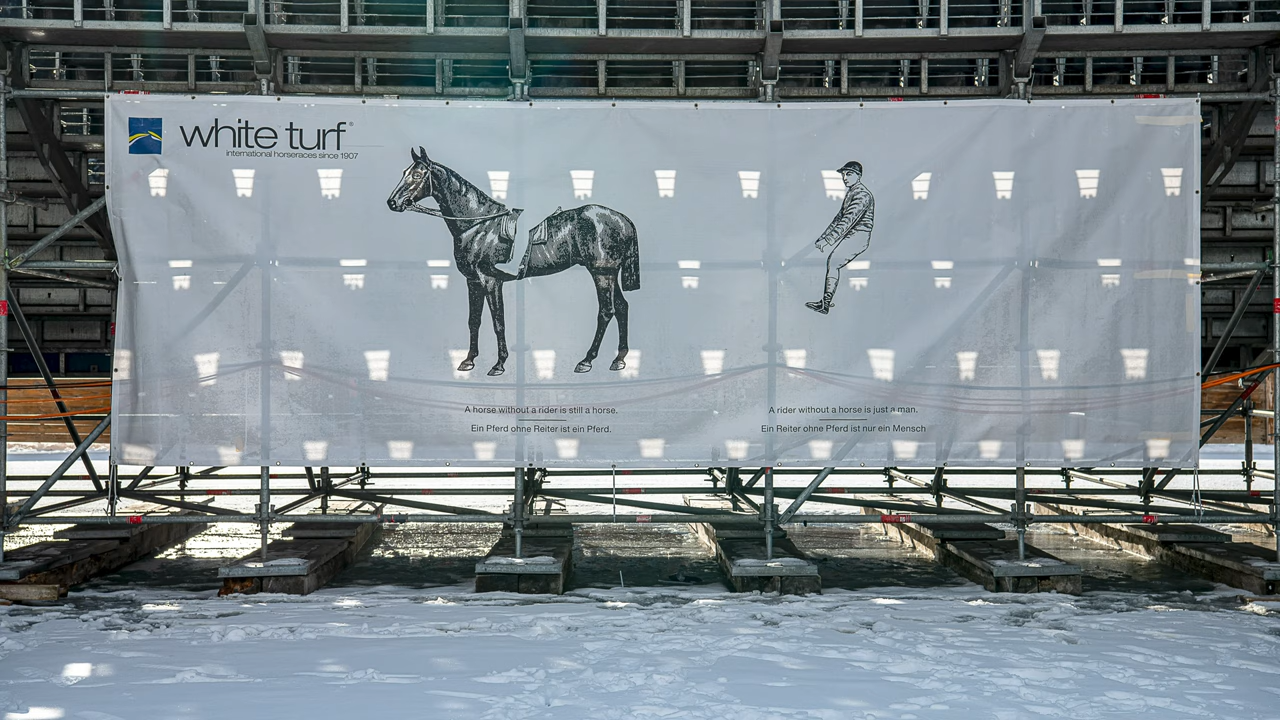 white turf®
international horseraces since 1907
A horse without a rider is still a horse.
Ein Pferd ohne Reiter ist ein Pferd.
A rider without a horse is just a man.
Ein Reiter ohne Pferd ist nur ein Mensch